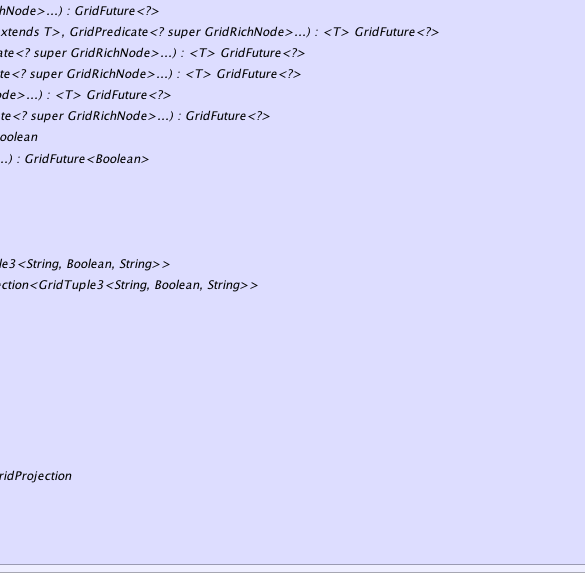 hNode>...) : GridFuture<?>
xtends T>, GridPredicate<? super GridRichNode>...) : <T> GridFuture<?>
ate<? super GridRichNode>...) : <T> GridFuture<?>
te<? super GridRichNode>...) : <T> GridFuture<?>
ode>...) : <T> GridFuture<?>
te<? super GridRichNode>...) : GridFuture<?>
oolean
...) : GridFuture<Boolean>
le3<String, Boolean, String>>
ection<GridTuple3<String, Boolean, String>>
ridProjection